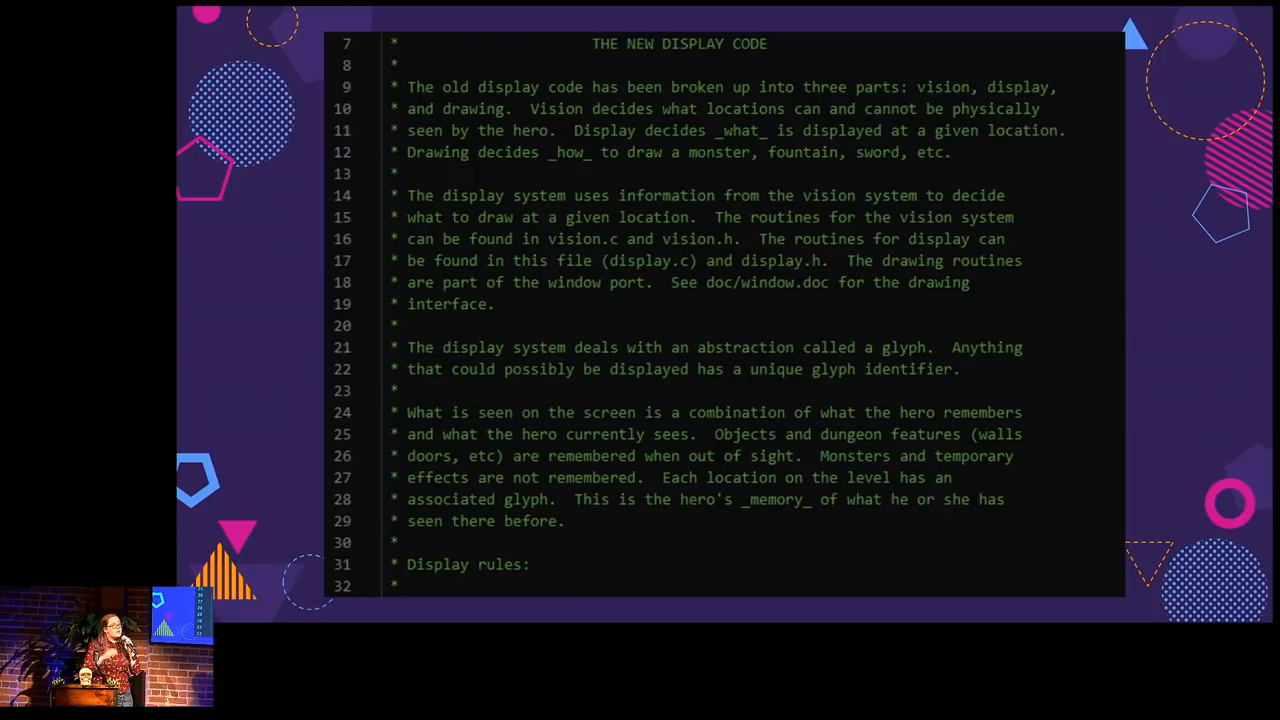 7 * THE NEW DISPLAY CODE
8 *
9 * The old display code has been broken up into three parts: vision, display,
10 * and drawing.  Vision decides what locations can and cannot be physically
11 * seen by the hero.  Display decides _what_ is displayed at a given location.
12 * Drawing decides _how_ to draw a monster, fountain, sword, etc.
13 *
14 * The display system uses information from the vision system to decide
15 * what to draw at a given location.  The routines for the vision system
16 * can be found in vision.c and vision.h.  The routines for display can
17 * be found in this file (display.c) and display.h.  The drawing routines
18 * are part of the window port.  See doc/window.doc for the drawing
19 * interface.
20 *
21 * The display system deals with an abstraction called a glyph.  Anything
22 * that could possibly be displayed has a unique glyph identifier.
23 *
24 * What is seen on the screen is a combination of what the hero remembers
25 * and what the hero currently sees.  Objects and dungeon features (walls
26 * doors, etc) are remembered when out of sight.  Monsters and temporary
27 * effects are not remembered.  Each location on the level has an
28 * associated glyph.  This is the hero's _memory_ of what he or she has
29 * seen there before.
30 *
31 * Display rules:
32 *